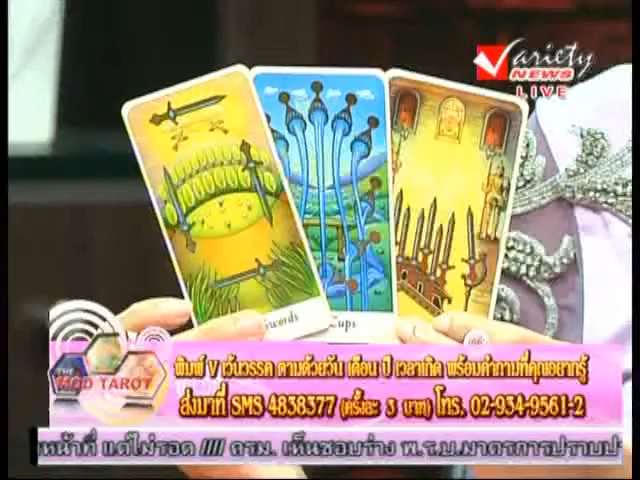 Variety
NEWS
LIVE
Swords
Cups
THE
MOD TAROT
พิมพ์ V เว้นวรรค ตามด้วยวัน เดือน ปี เวลาเกิด พร้อมคำถามที่คุณอยากรู้
ส่งมาที่ SMS 4838377 (ครั้งละ 3 บาท) โทร. 02-934-9561-2
หน้าที่ แต่ไม่รอด //// ครม. เห็นชอบร่าง พ.ร.บ.มาตรการปราบป